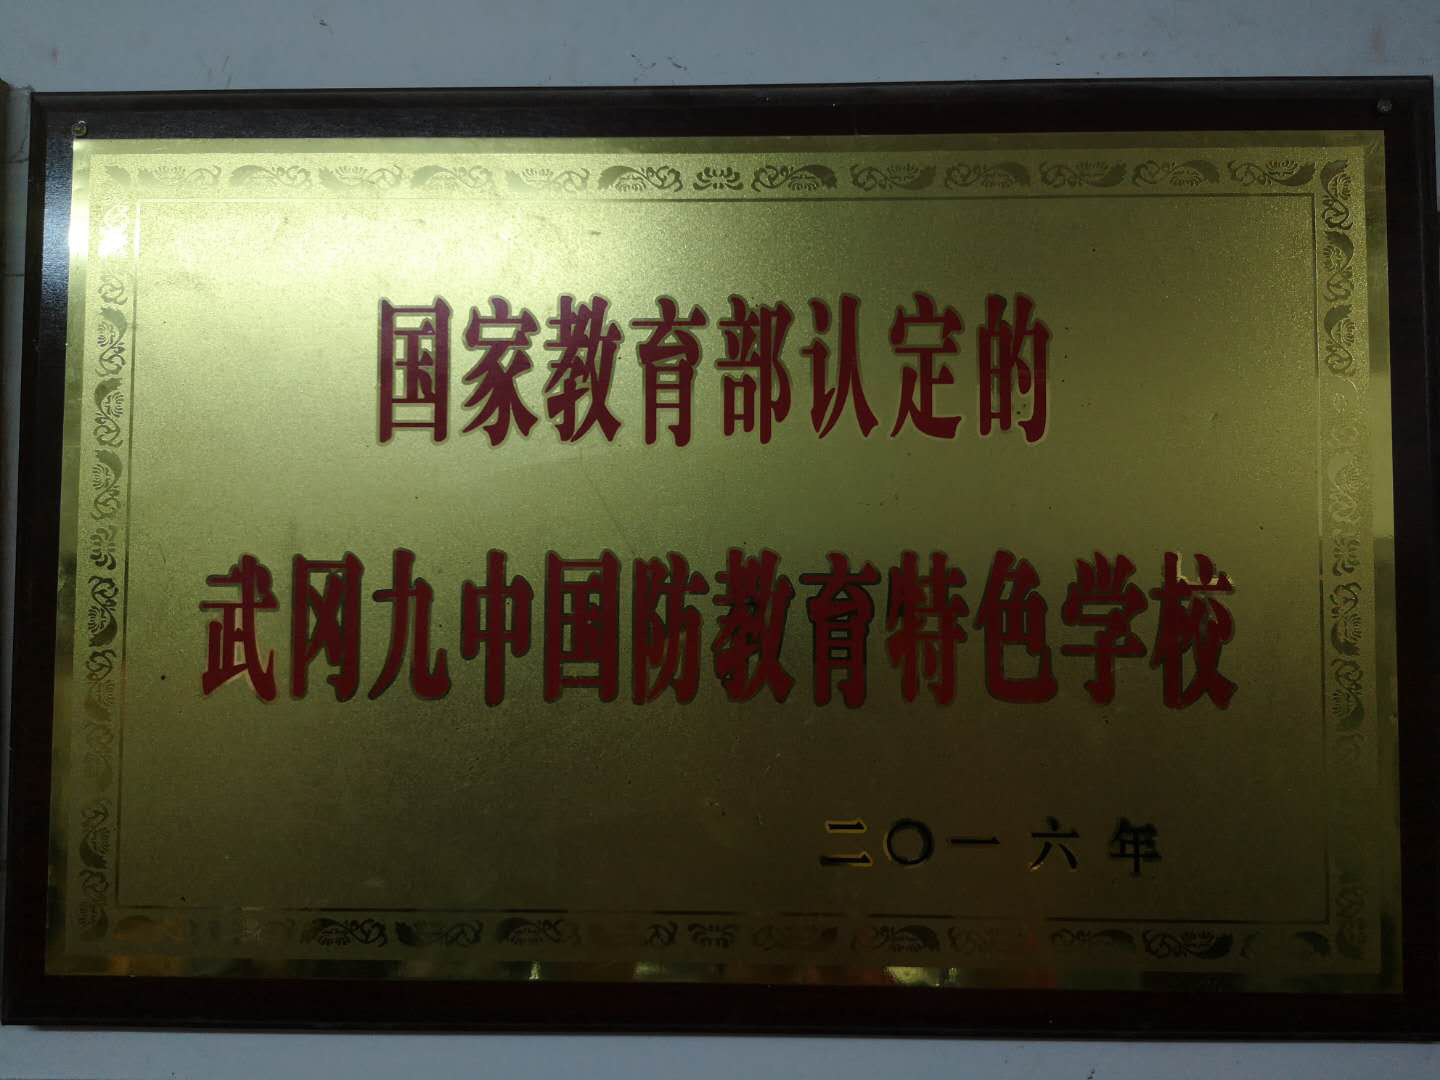 国家教育部认定的
武冈九中国防教育特色学校
二〇一六年